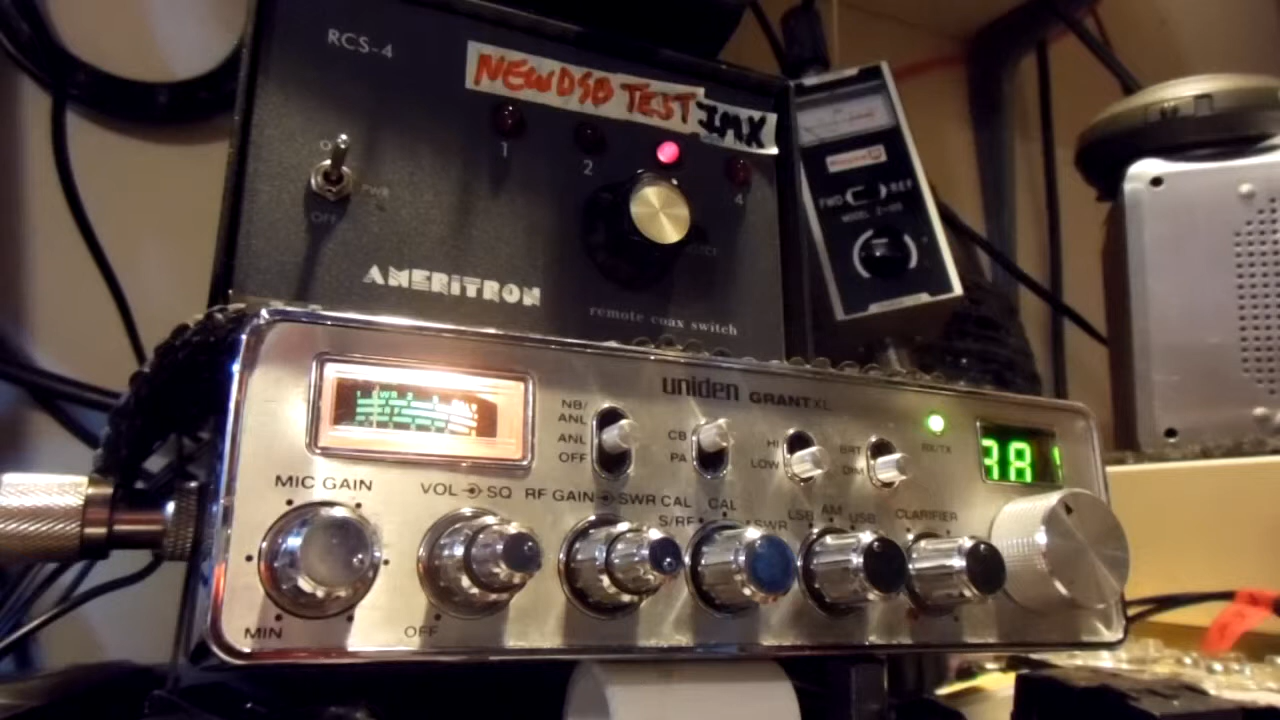 RCS-4
NEWDSB TEST IMX
1
2
4
PWR
OFF
AMERITRON
remote coax switch
FWD
REF
uniden GRANT XL
NB/
ANL
ANL
OFF
CB
PA
HI
LOW
BRT
DIM
RX/TX
MIC GAIN
VOL
SQ
RF GAIN
SWR CAL
CAL
S/RF
SWR
LSB
AM
USB
CLARIFIER
MIN
OFF